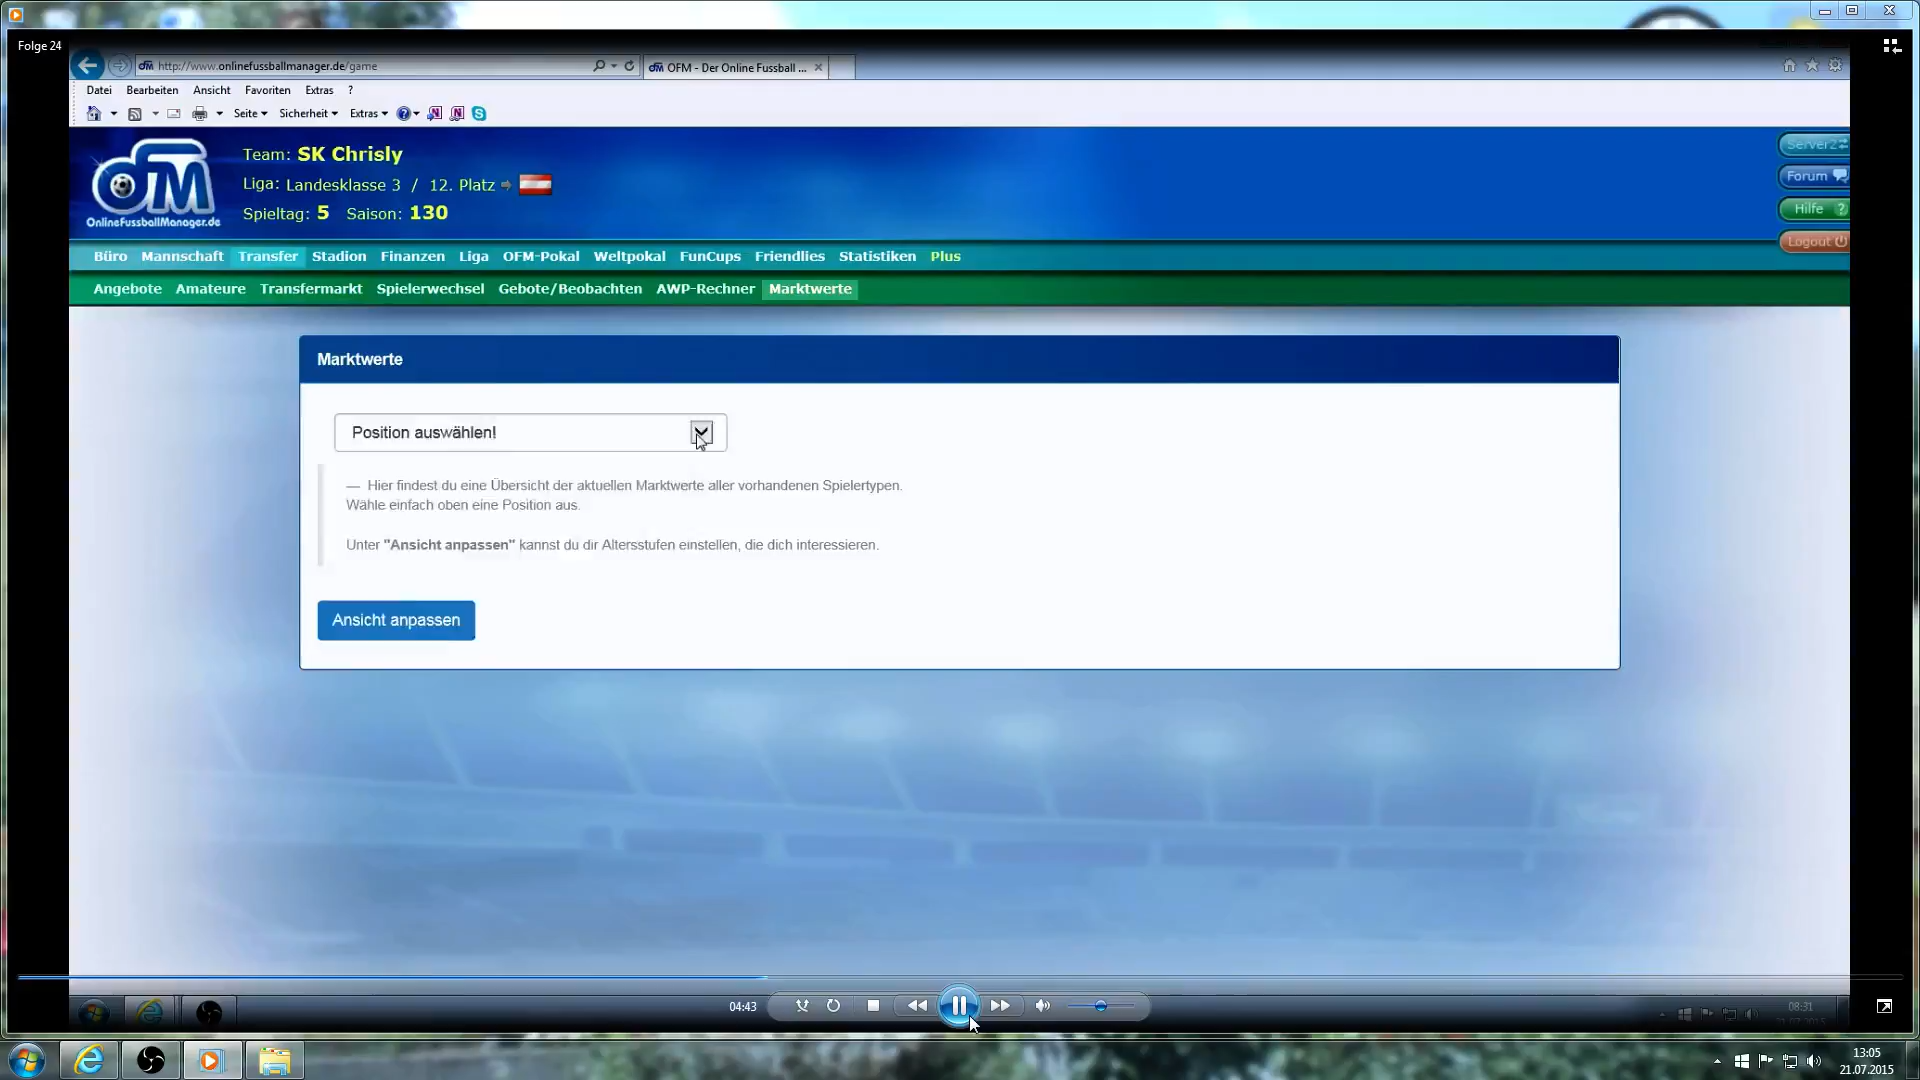 Folge 24
http://www.onlinefussballmanager.de/game
OFM - Der Online Fussball ...
Datei Bearbeiten Ansicht Favoriten Extras ?
Seite Sicherheit Extras
OFM
OnlineFussballManager.de
Team: SK Chrisly
Liga: Landesklasse 3 / 12. Platz
Spieltag: 5 Saison: 130
Server2
Forum
Hilfe ?
Logout
Büro Mannschaft Transfer Stadion Finanzen Liga OFM-Pokal Weltpokal FunCups Friendlies Statistiken Plus
Angebote Amateure Transfermarkt Spielerwechsel Gebote/Beobachten AWP-Rechner Marktwerte
Marktwerte
Position auswählen!
— Hier findest du eine Übersicht der aktuellen Marktwerte aller vorhandenen Spielertypen.
Wähle einfach oben eine Position aus.
Unter "Ansicht anpassen" kannst du dir Altersstufen einstellen, die dich interessieren.
Ansicht anpassen
04:43
08:31
21.07.2015
13:05
21.07.2015